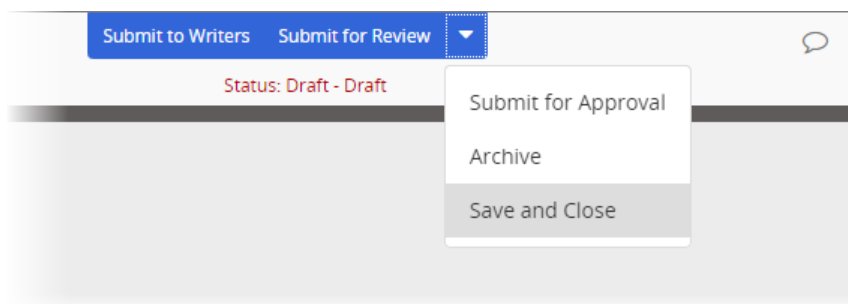 Submit to Writers Submit for Review
Status: Draft - Draft
Submit for Approval
Archive
Save and Close